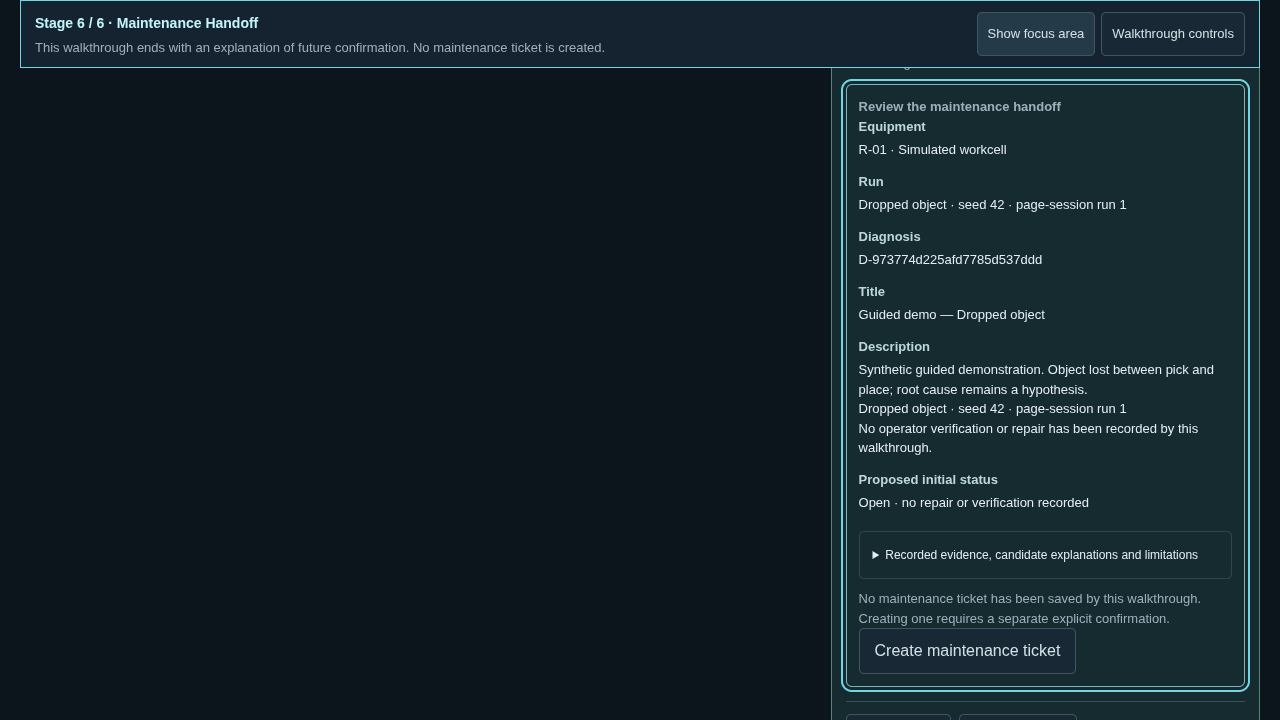 Stage 6 / 6 · Maintenance Handoff
This walkthrough ends with an explanation of future confirmation. No maintenance ticket is created.
Show focus area
Walkthrough controls
Review the maintenance handoff
Equipment
R-01 · Simulated workcell
Run
Dropped object · seed 42 · page-session run 1
Diagnosis
D-973774d225afd7785d537ddd
Title
Guided demo — Dropped object
Description
Synthetic guided demonstration. Object lost between pick and
place; root cause remains a hypothesis.
Dropped object · seed 42 · page-session run 1
No operator verification or repair has been recorded by this
walkthrough.
Proposed initial status
Open · no repair or verification recorded
Recorded evidence, candidate explanations and limitations
No maintenance ticket has been saved by this walkthrough.
Creating one requires a separate explicit confirmation.
Create maintenance ticket